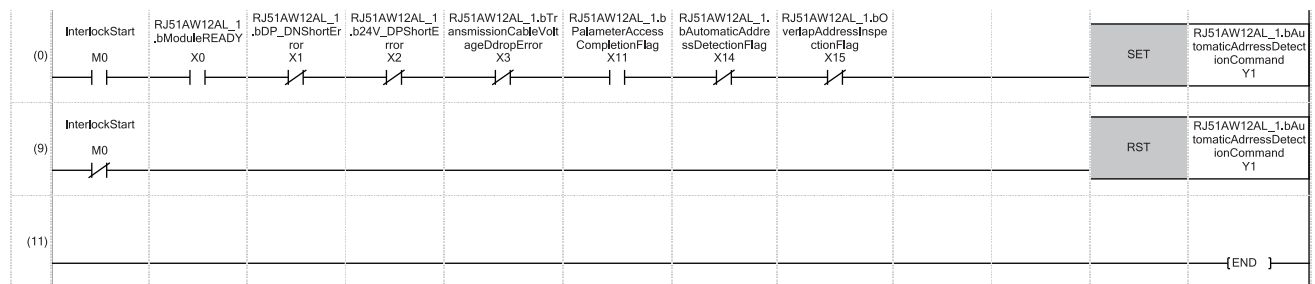 InterlockStart
M0
RJ51AW12AL_1
.bModuleREADY
X0
RJ51AW12AL_1
.bDP_DNShortEr
ror
X1
RJ51AW12AL_1
.b24V_DPShortE
rror
X2
RJ51AW12AL_1.bTr
ansmissionCableVolt
ageDdropError
X3
RJ51AW12AL_1.b
PalameterAccess
CompletionFlag
X11
RJ51AW12AL_1.
bAutomaticAddre
ssDetectionFlag
X14
RJ51AW12AL_1.bO
verlapAddressInspe
ctionFlag
X15
(0)
SET
RJ51AW12AL_1.bAu
tomaticAdrressDetect
ionCommand
Y1
InterlockStart
(9)
M0
RST
RJ51AW12AL_1.bAu
tomaticAdrressDetect
ionCommand
Y1
(11)
[END ]